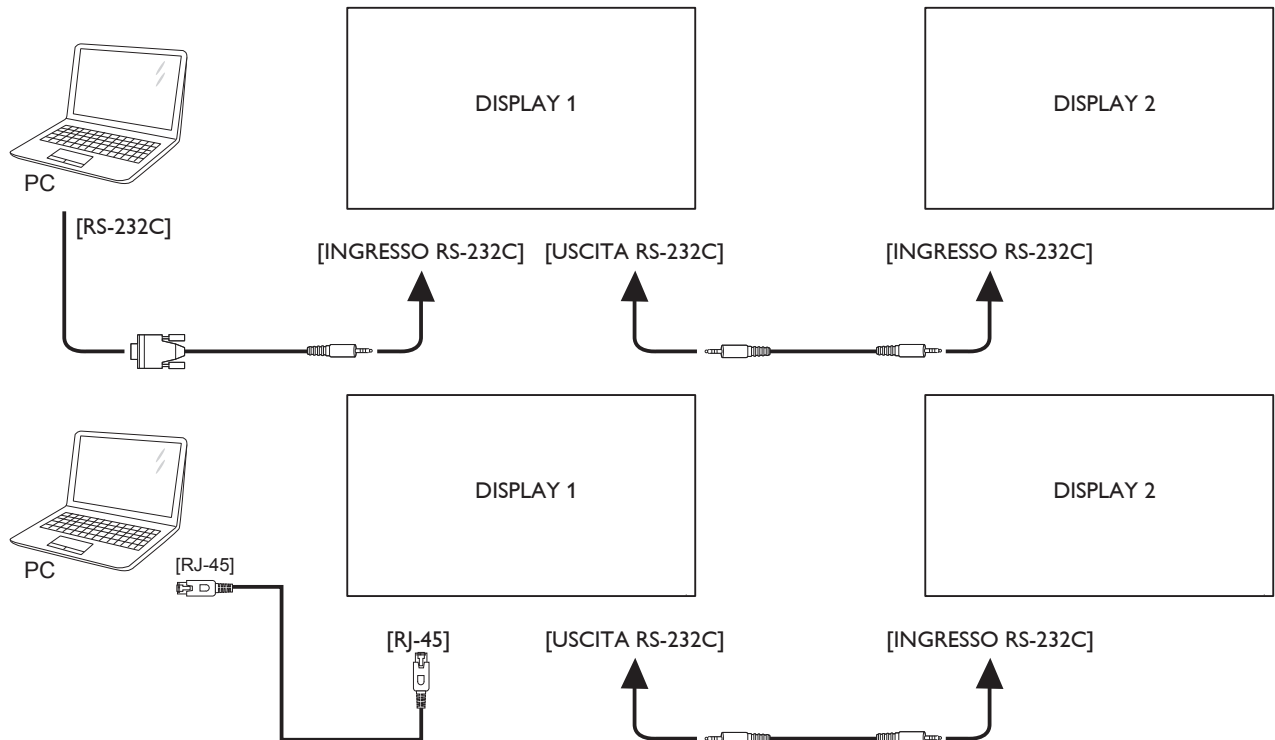 DISPLAY 1
DISPLAY 2
PC
[RS-232C]
[INGRESSO RS-232C]
[USCITA RS-232C]
[INGRESSO RS-232C]
DISPLAY 1
DISPLAY 2
PC
[RJ-45]
[RJ-45]
[USCITA RS-232C]
[INGRESSO RS-232C]